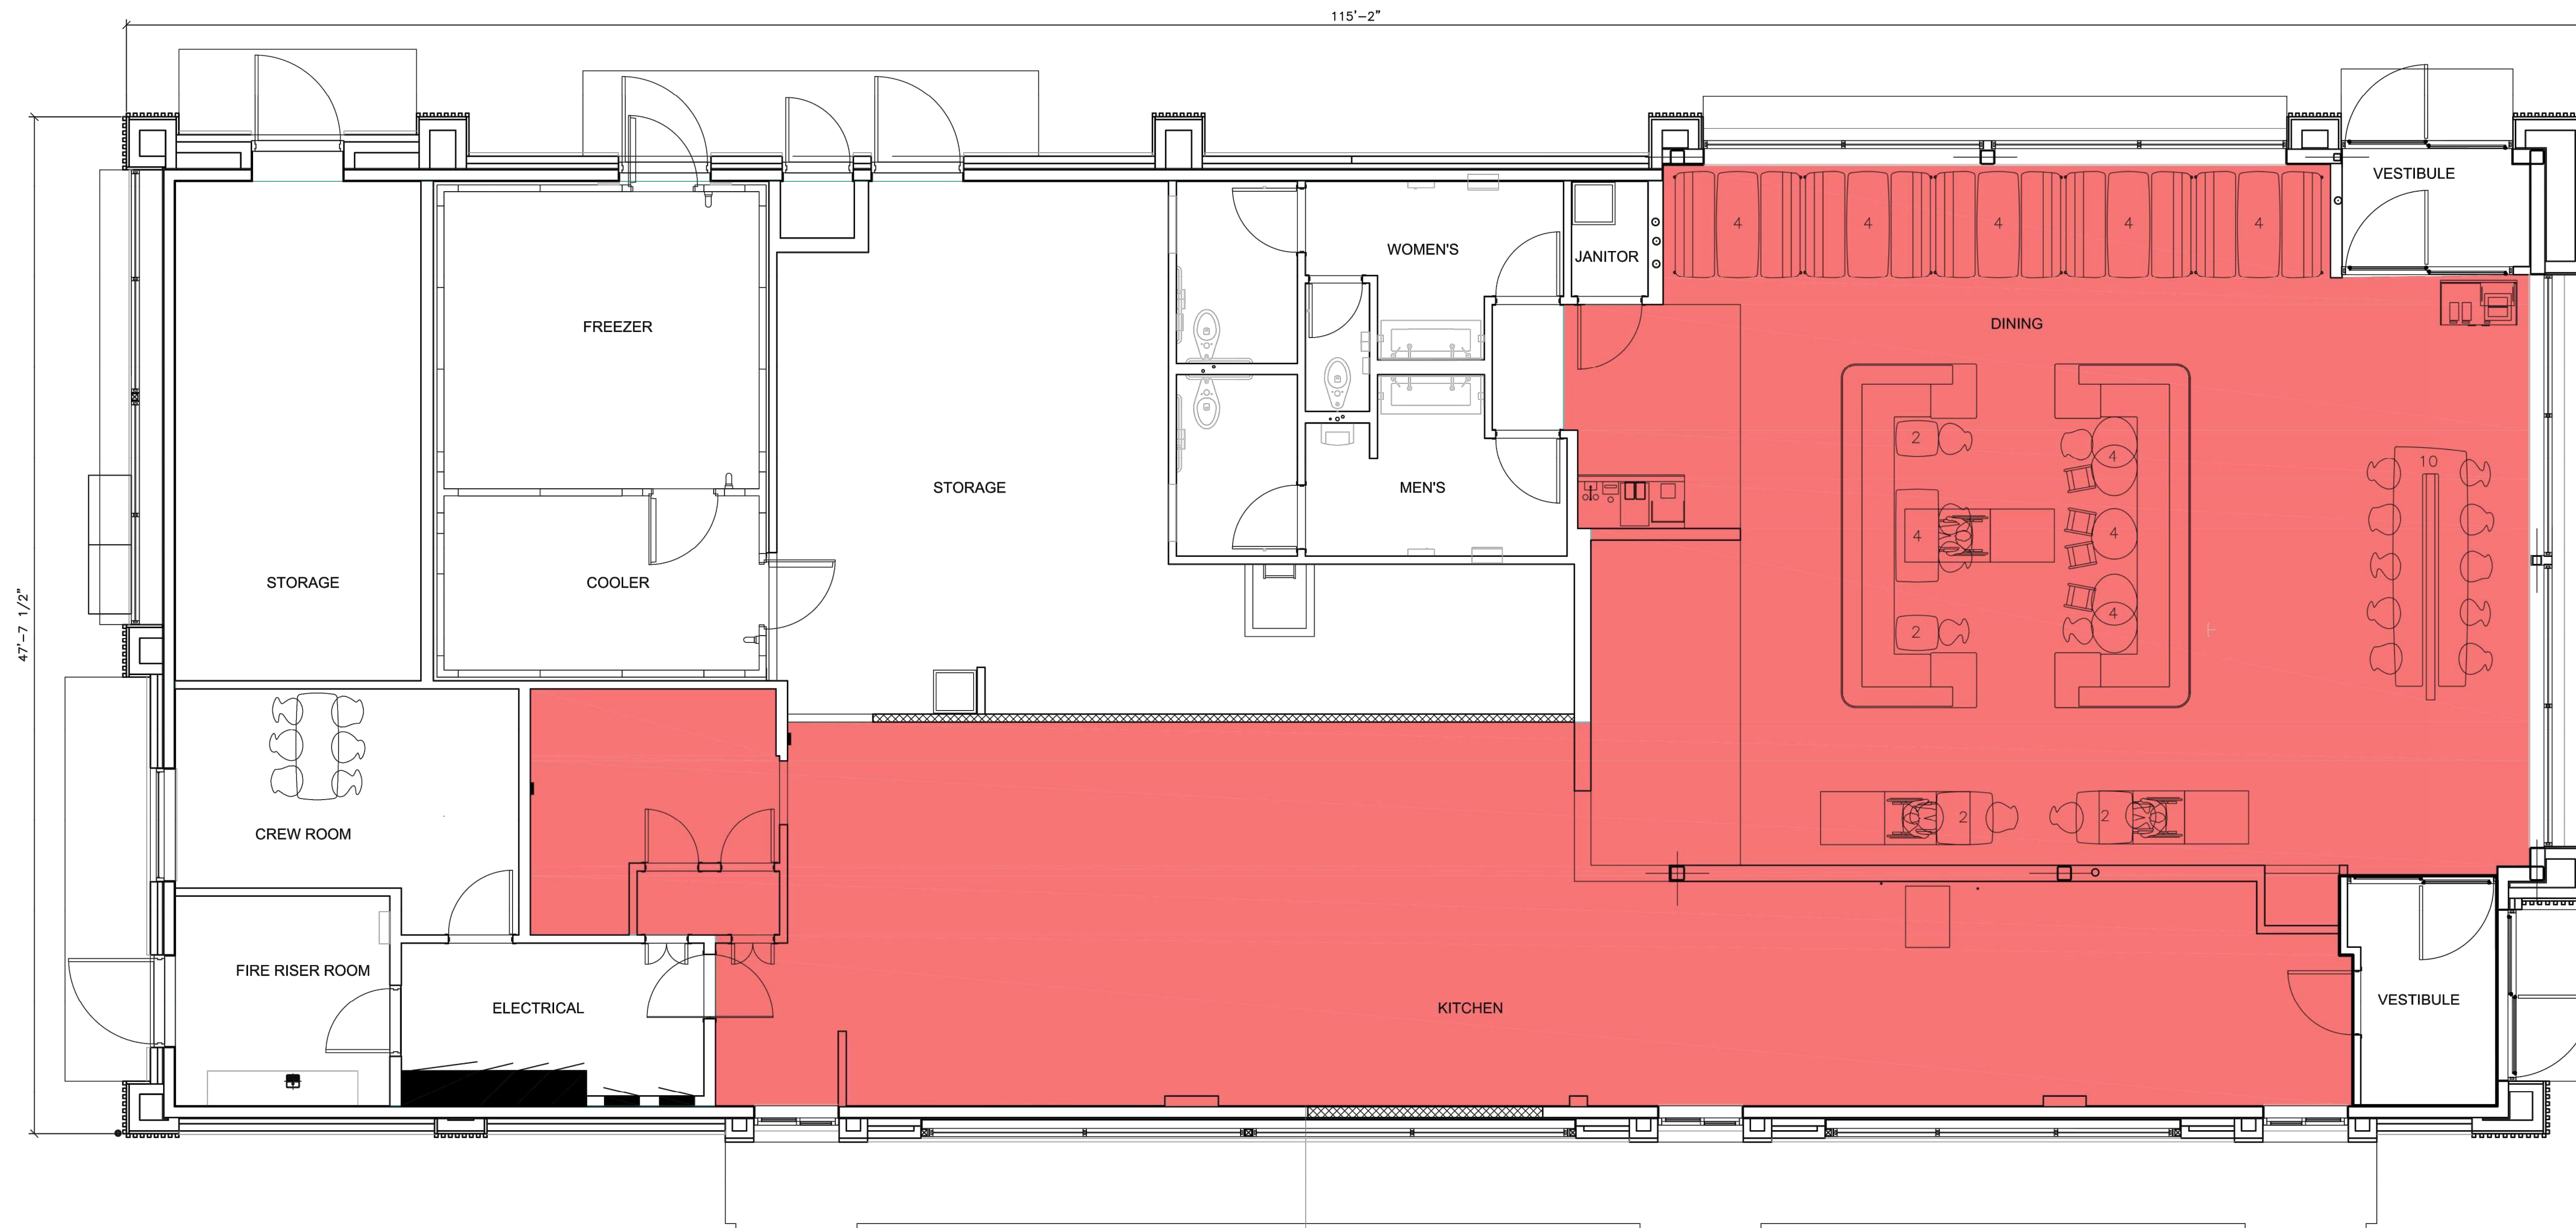 115'-2"
VESTIBULE
4
4
4
4
4
WOMEN'S
JANITOR
FREEZER
DINING
2
4
10
STORAGE
MEN'S
4
4
STORAGE
COOLER
47'-7 1/2"
4
2
2
2
CREW ROOM
FIRE RISER ROOM
ELECTRICAL
KITCHEN
VESTIBULE